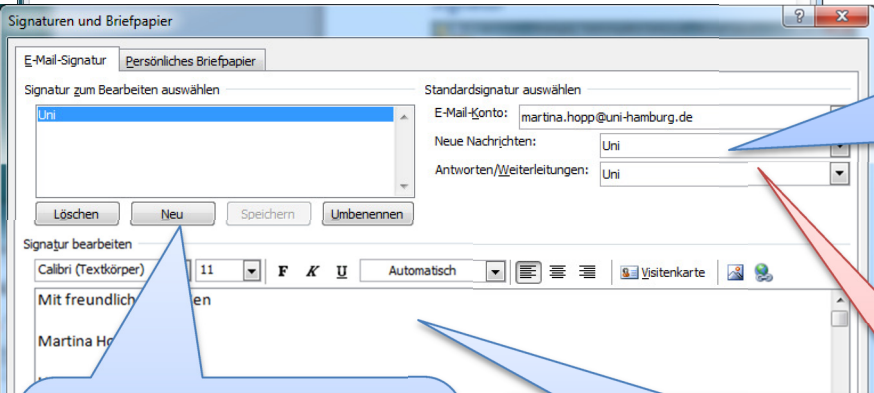 Signaturen und Briefpapier
E-Mail-Signatur Persönliches Briefpapier
Signatur zum Bearbeiten auswählen
Uni
Löschen Neu Speichern Umbenennen
Standardsignatur auswählen
E-Mail-Konto: martina.hopp@uni-hamburg.de
Neue Nachrichten: Uni
Antworten/Weiterleitungen: Uni
Signatur bearbeiten
Calibri (Textkörper) 11 F K U Automatisch Visitenkarte
Mit
Martina